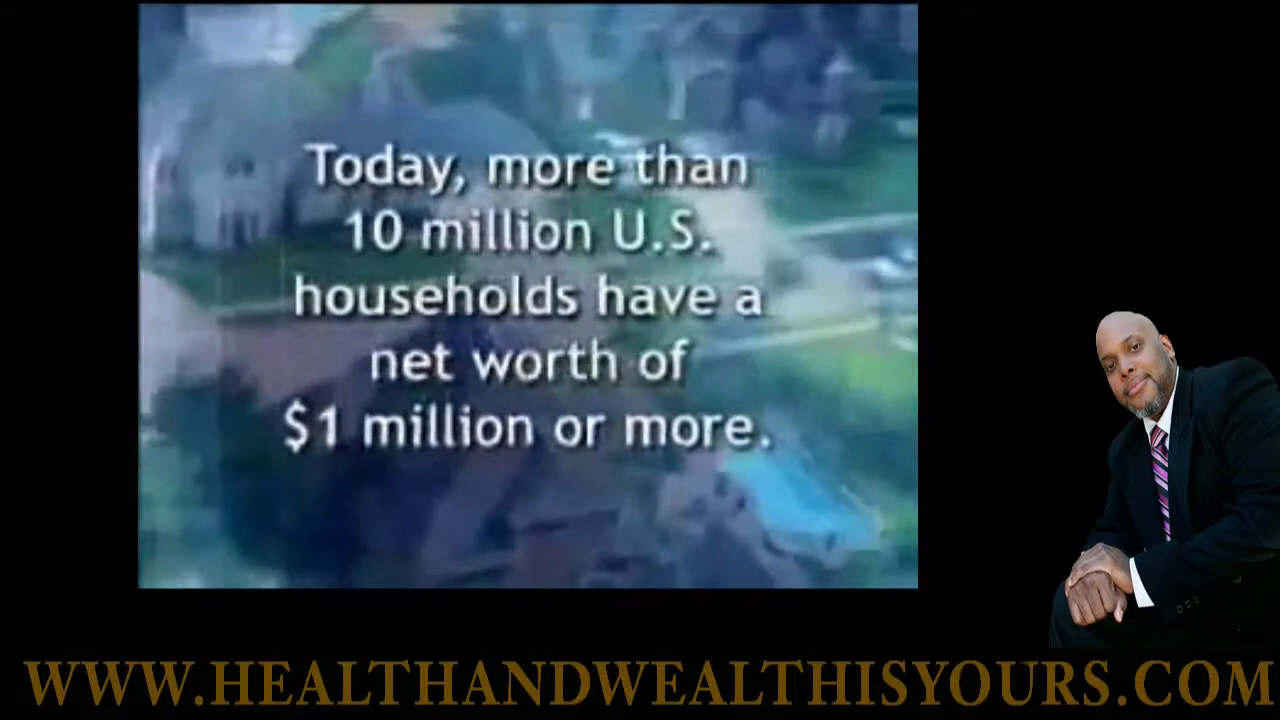 Today, more than
10 million U.S.
households have a
net worth of
$1 million or more.
WWW.HEALTHANDWEALTHISYOURS.COM